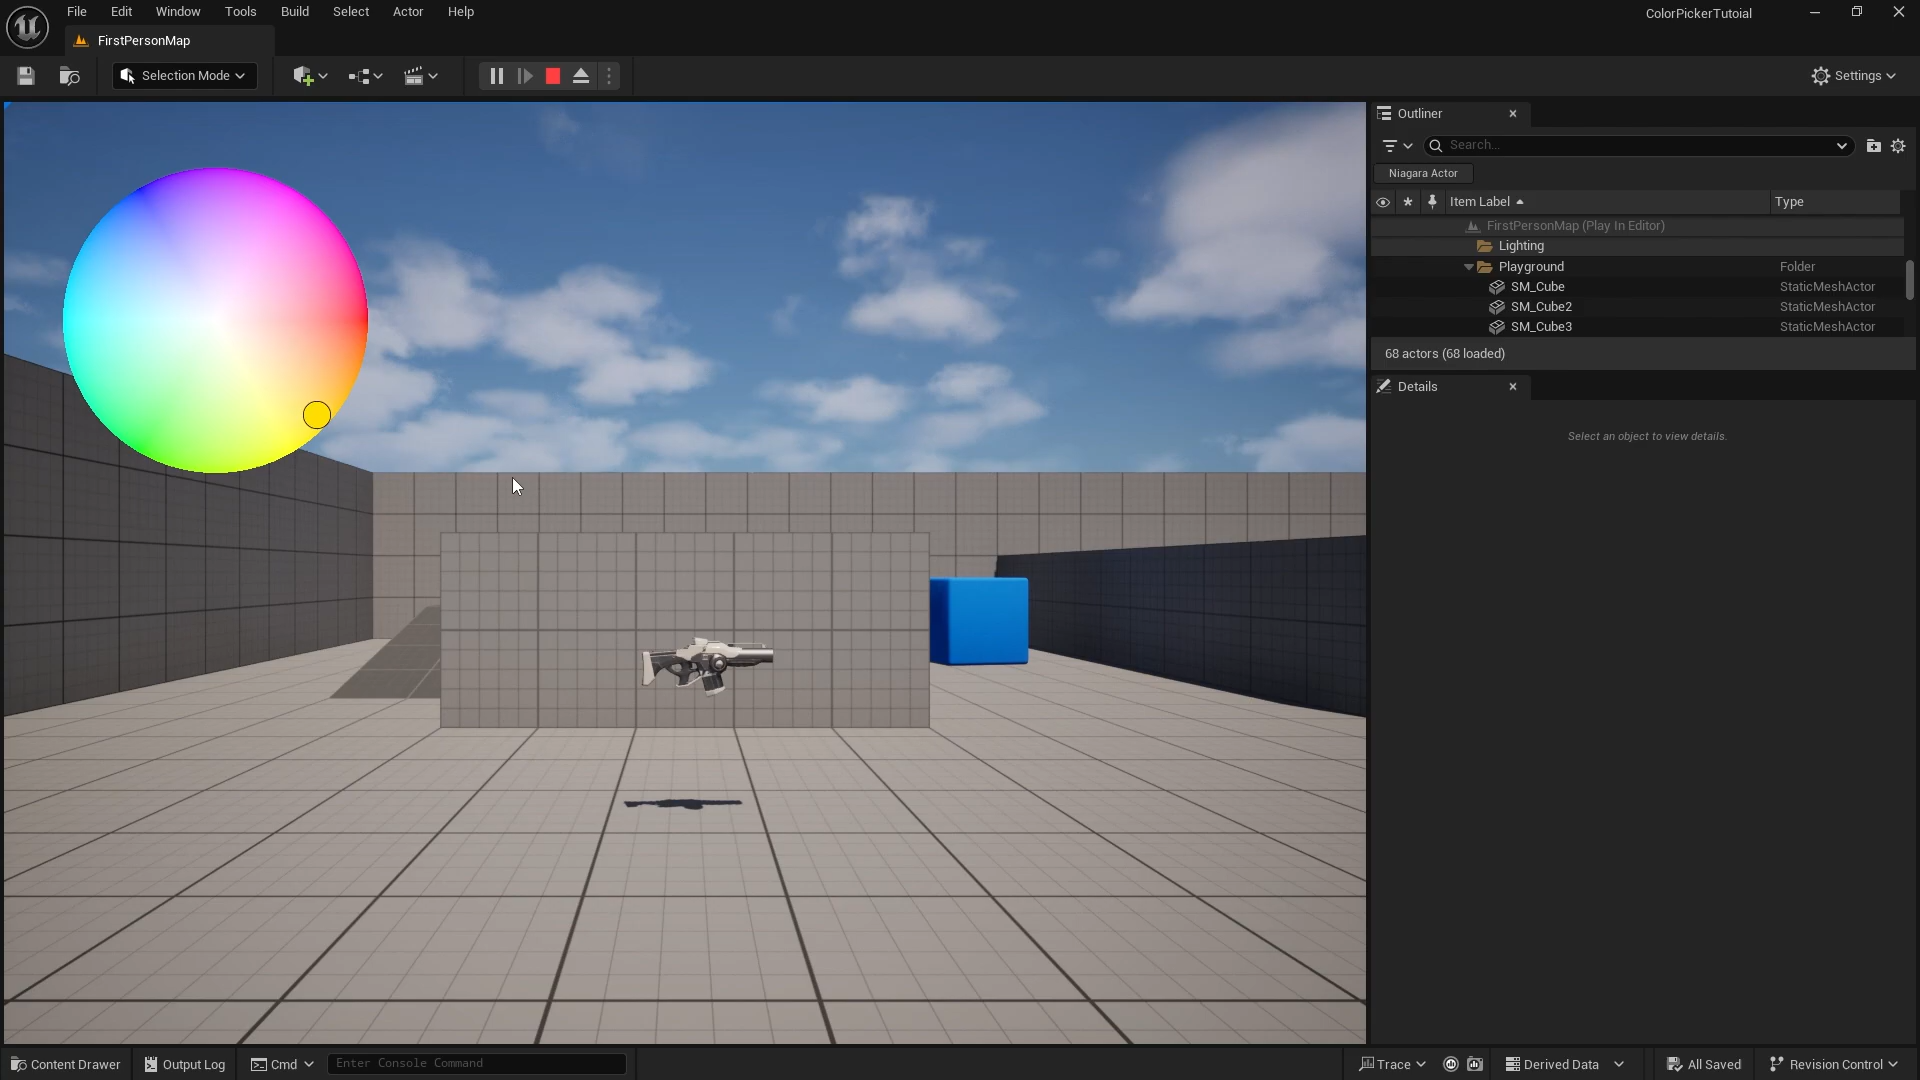 File Edit Window Tools Build Select Actor Help
ColorPickerTutoial
FirstPersonMap
Selection Mode
Settings
Outliner
Search...
Niagara Actor
Item Label
Type
FirstPersonMap (Play In Editor)
Lighting
Playground
Folder
SM_Cube
StaticMeshActor
SM_Cube2
StaticMeshActor
SM_Cube3
StaticMeshActor
68 actors (68 loaded)
Details
Select an object to view details.
Content Drawer
Output Log
Cmd
Enter Console Command
Trace
Derived Data
All Saved
Revision Control